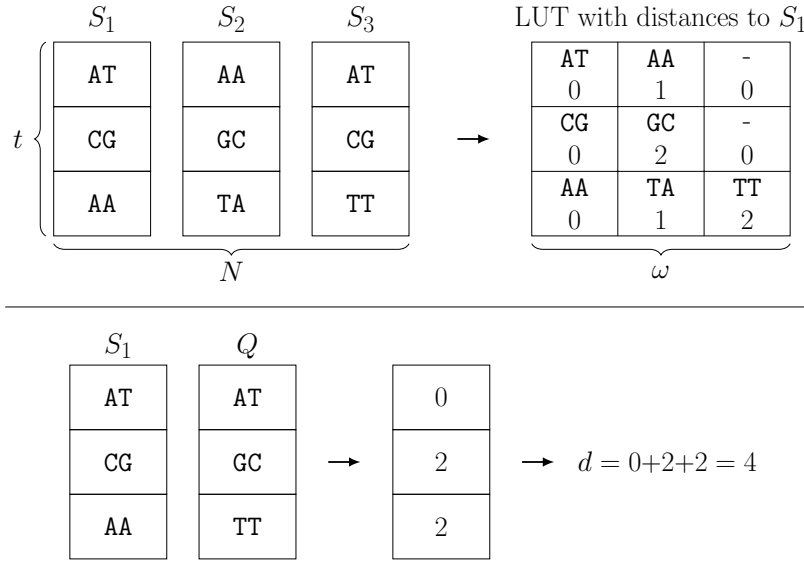 S₁ S₂ S₃ LUT with distances to S₁
AT AA AT AT AA -
0 1 0
t CG GC CG CG GC -
0 2 0
AA TA TT AA TA TT
0 1 2
N ω
S₁ Q
AT AT 0
CG GC 2 d = 0+2+2 = 4
AA TT 2